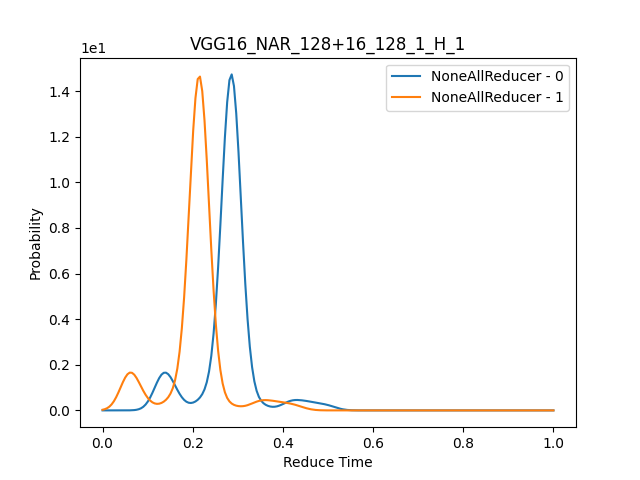 VGG16_NAR_128+16_128_1_H_1
1e1
NoneAllReducer - 0
NoneAllReducer - 1
1.4
1.2
1.0
0.8
0.6
0.4
0.2
0.0
Probability
0.0 0.2 0.4 0.6 0.8 1.0
Reduce Time